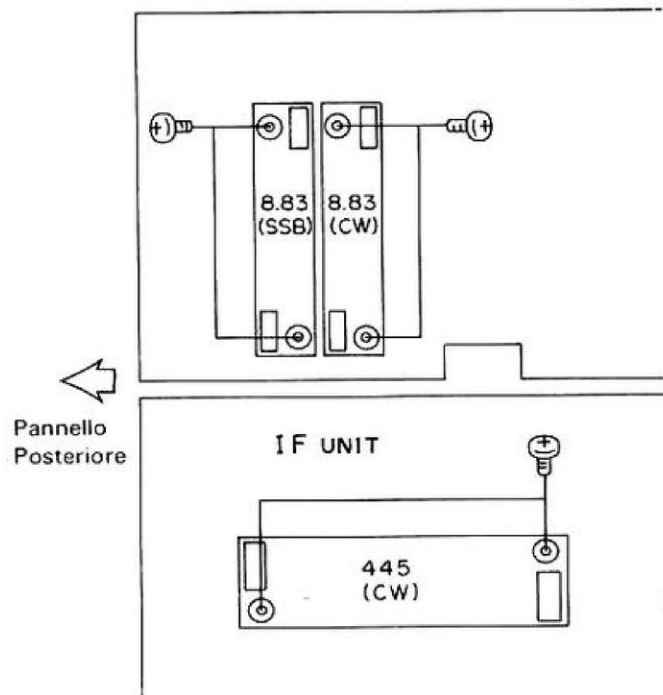 8.83
(SSB)
8.83
(CW)
Pannello
Posteriore
IF UNIT
445
(CW)